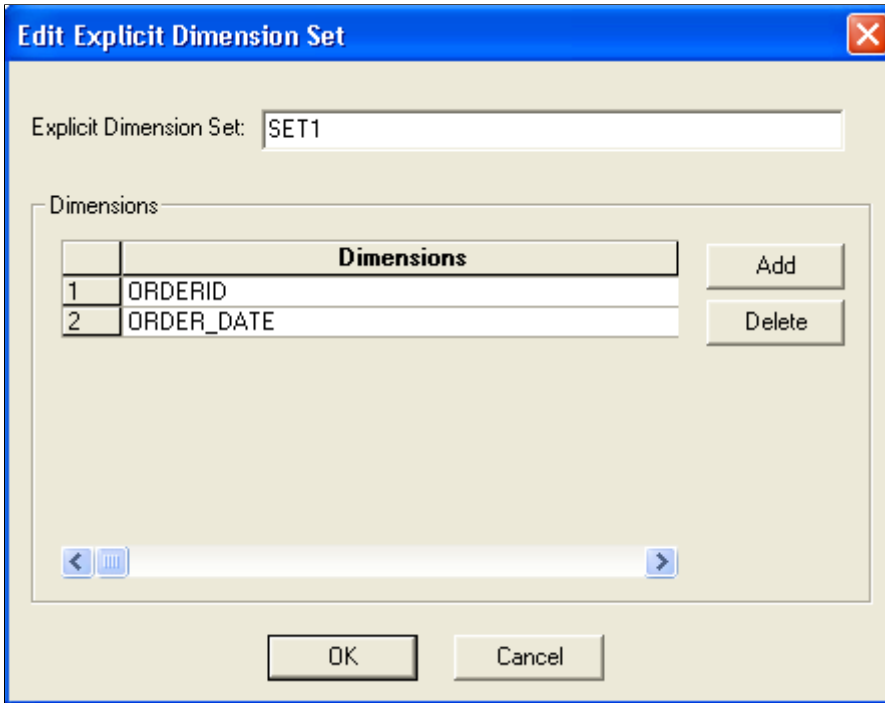 Edit Explicit Dimension Set
Explicit Dimension Set: SET1
Dimensions
Dimensions
1 ORDERID
2 ORDER_DATE
Add
Delete
OK Cancel